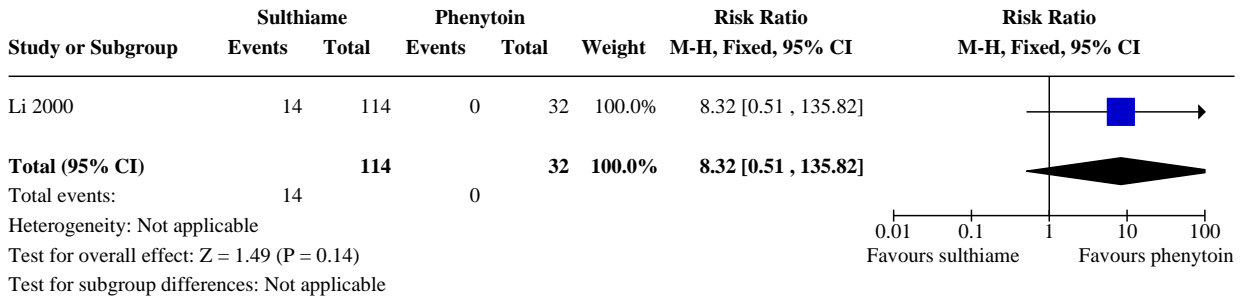 Sulthiame Phenytoin Risk Ratio Risk Ratio
Study or Subgroup Events Total Events Total Weight M-H, Fixed, 95% CI M-H, Fixed, 95% CI
Li 2000 14 114 0 32 100.0% 8.32 [0.51 , 135.82]
Total (95% CI) 114 32 100.0% 8.32 [0.51 , 135.82]
Total events: 14 0
Heterogeneity: Not applicable
0.01 0.1 1 10 100
Test for overall effect: Z = 1.49 (P = 0.14) Favours sulthiame Favours phenytoin
Test for subgroup differences: Not applicable